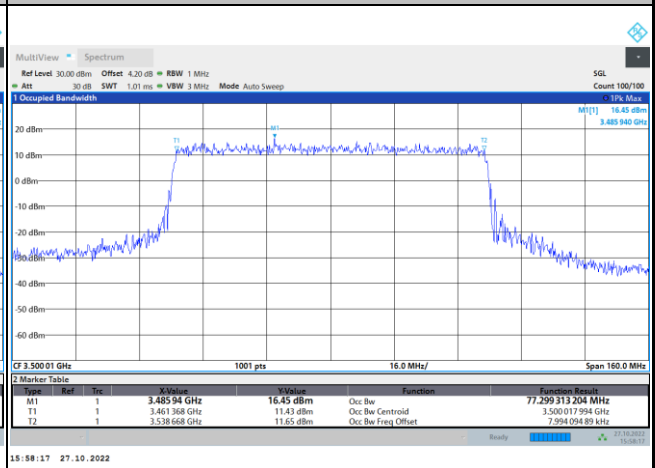 MultiView Spectrum
Ref Level 30.00 dBm Offset 4.20 dB RBW 1 MHz SGL
Att 30 dB SWT 1.01 ms VBW 3 MHz Mode Auto Sweep Count 100/100
1 Occupied Bandwidth 1Pk Max
M1[1] 16.45 dBm
3.485 940 GHz
20 dBm
M1
T1
T2
10 dBm
0 dBm
-10 dBm
-20 dBm
-30 dBm
-40 dBm
-50 dBm
-60 dBm
CF 3.500 01 GHz 1001 pts 16.0 MHz/ Span 160.0 MHz
2 Marker Table
Type Ref Trc X-Value Y-Value Function Function Result
M1 1 3.485 94 GHz 16.45 dBm Occ Bw 77.299 313 204 MHz
T1 1 3.461 368 GHz 11.43 dBm Occ Bw Centroid 3.500 017 994 GHz
T2 1 3.538 668 GHz 11.65 dBm Occ Bw Freq Offset 7.994 094 89 kHz
Ready 27.10.2022
15:58:17
15:58:17 27.10.2022